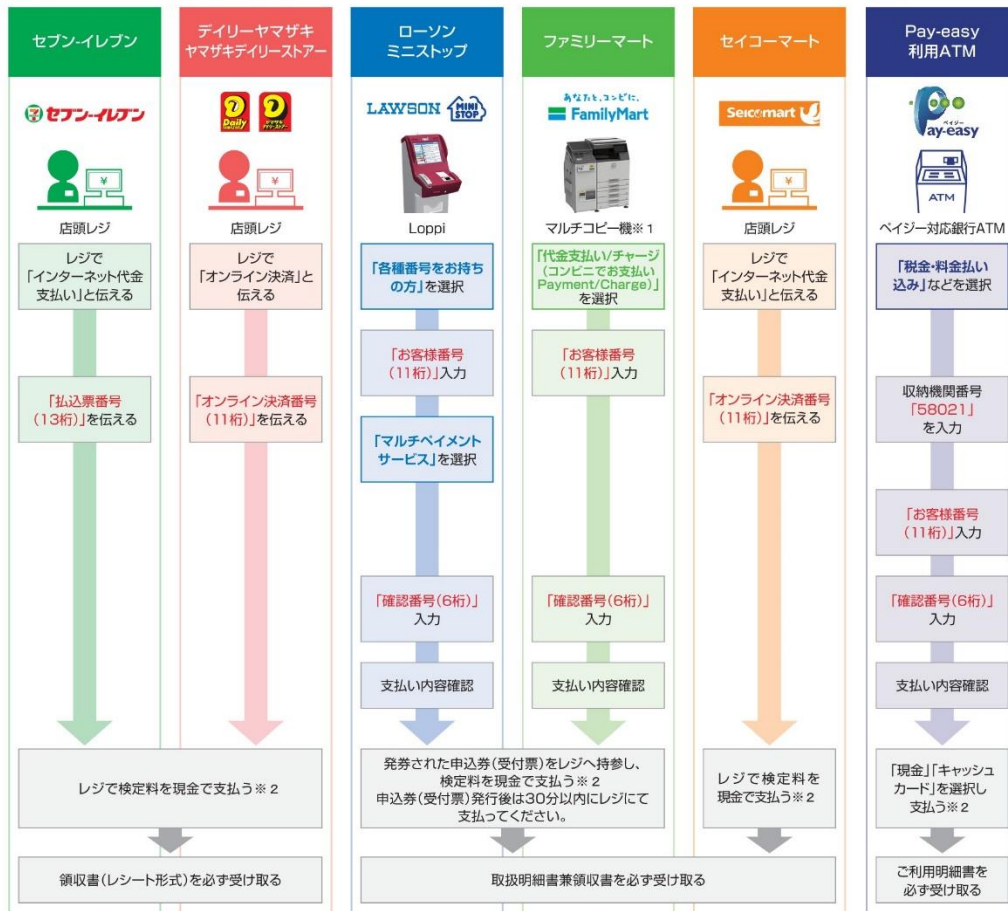 セブン-イレブン
デイリーヤマザキ
ヤマザキデイリーストアー
ローソン
ミニストップ
ファミリーマート
セイコーマート
Pay-easy
利用ATM
セブン-イレブン
Daily
LAWSON
MINI
STOP
あなたと、コンビに、
FamilyMart
Seicomart
ペイジー
Pay-easy
¥
¥
¥
¥
ATM
店頭レジ
店頭レジ
Loppi
マルチコピー機※1
店頭レジ
ペイジー対応銀行ATM
レジで
「インターネット代金
支払い」と伝える
レジで
「オンライン決済」と
伝える
「各種番号をお持ち
の方」を選択
「代金支払い/チャージ
(コンビニでお支払い
Payment/Charge)」
を選択
レジで
「インターネット代金
支払い」と伝える
「税金・料金払い
込み」などを選択
「お客様番号
(11桁)」入力
「お客様番号
(11桁)」入力
「払込票番号
(13桁)」を伝える
「オンライン決済番号
(11桁)」を伝える
「マルチペイメント
サービス」を選択
「オンライン決済番号
(11桁)」を伝える
収納機関番号
「58021」
を入力
「お客様番号
(11桁)」入力
「確認番号(6桁)」
入力
「確認番号(6桁)」
入力
「確認番号(6桁)」
入力
支払い内容確認
支払い内容確認
支払い内容確認
レジで検定料を現金で支払う※2
発券された申込券(受付票)をレジへ持参し、
検定料を現金で支払う※2
申込券(受付票)発行後は30分以内にレジにて
支払ってください。
レジで検定料を
現金で支払う※2
「現金」「キャッシュ
カード」を選択し
支払う※2
領収書(レシート形式)を必ず受け取る
取扱明細書兼領収書を必ず受け取る
ご利用明細書を
必ず受け取る